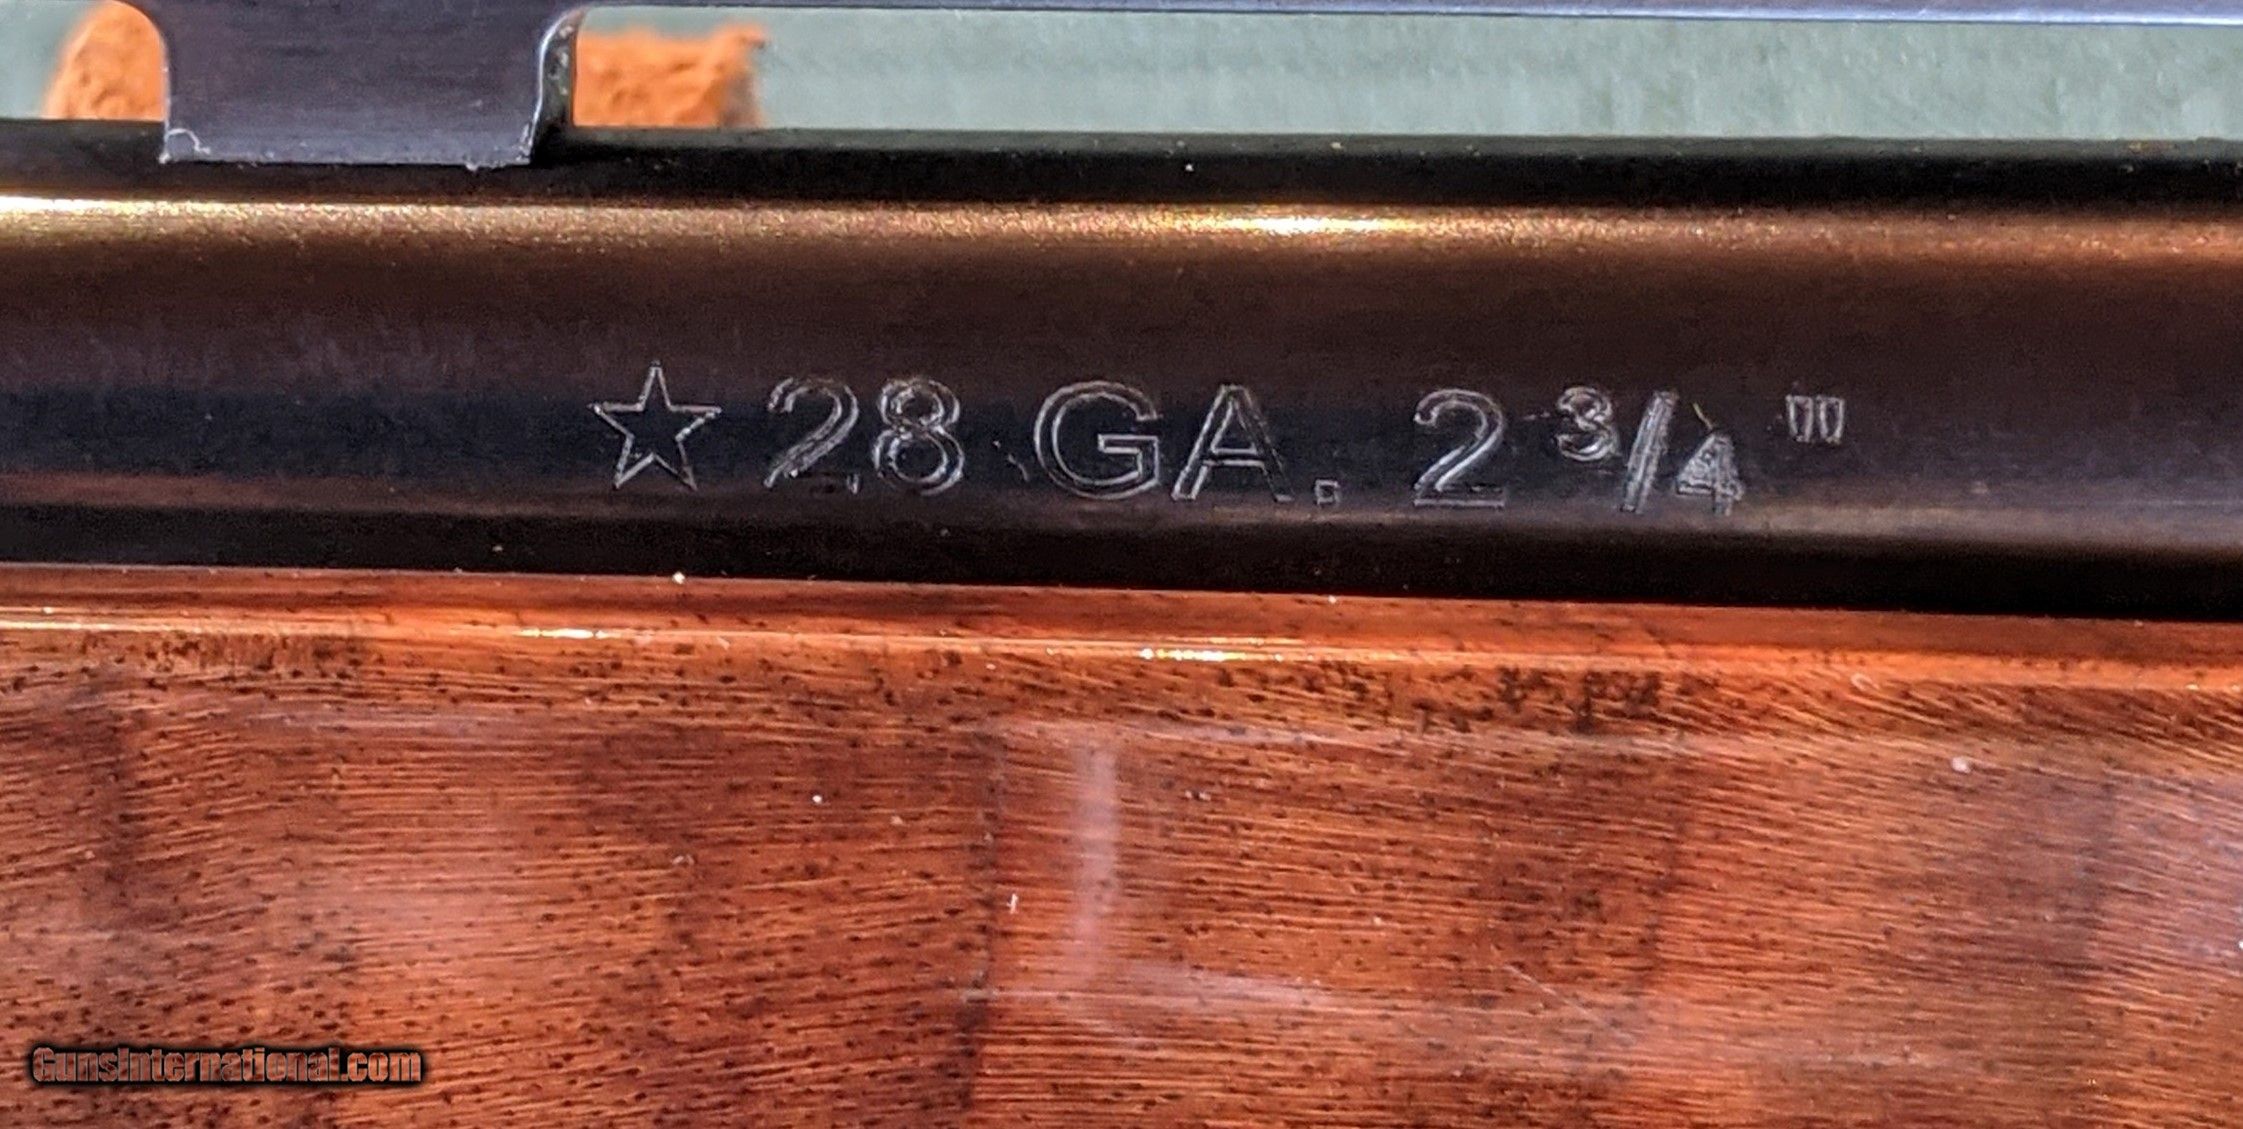 ☆ 28 GA. 2 3/4"
GunsInternational.com